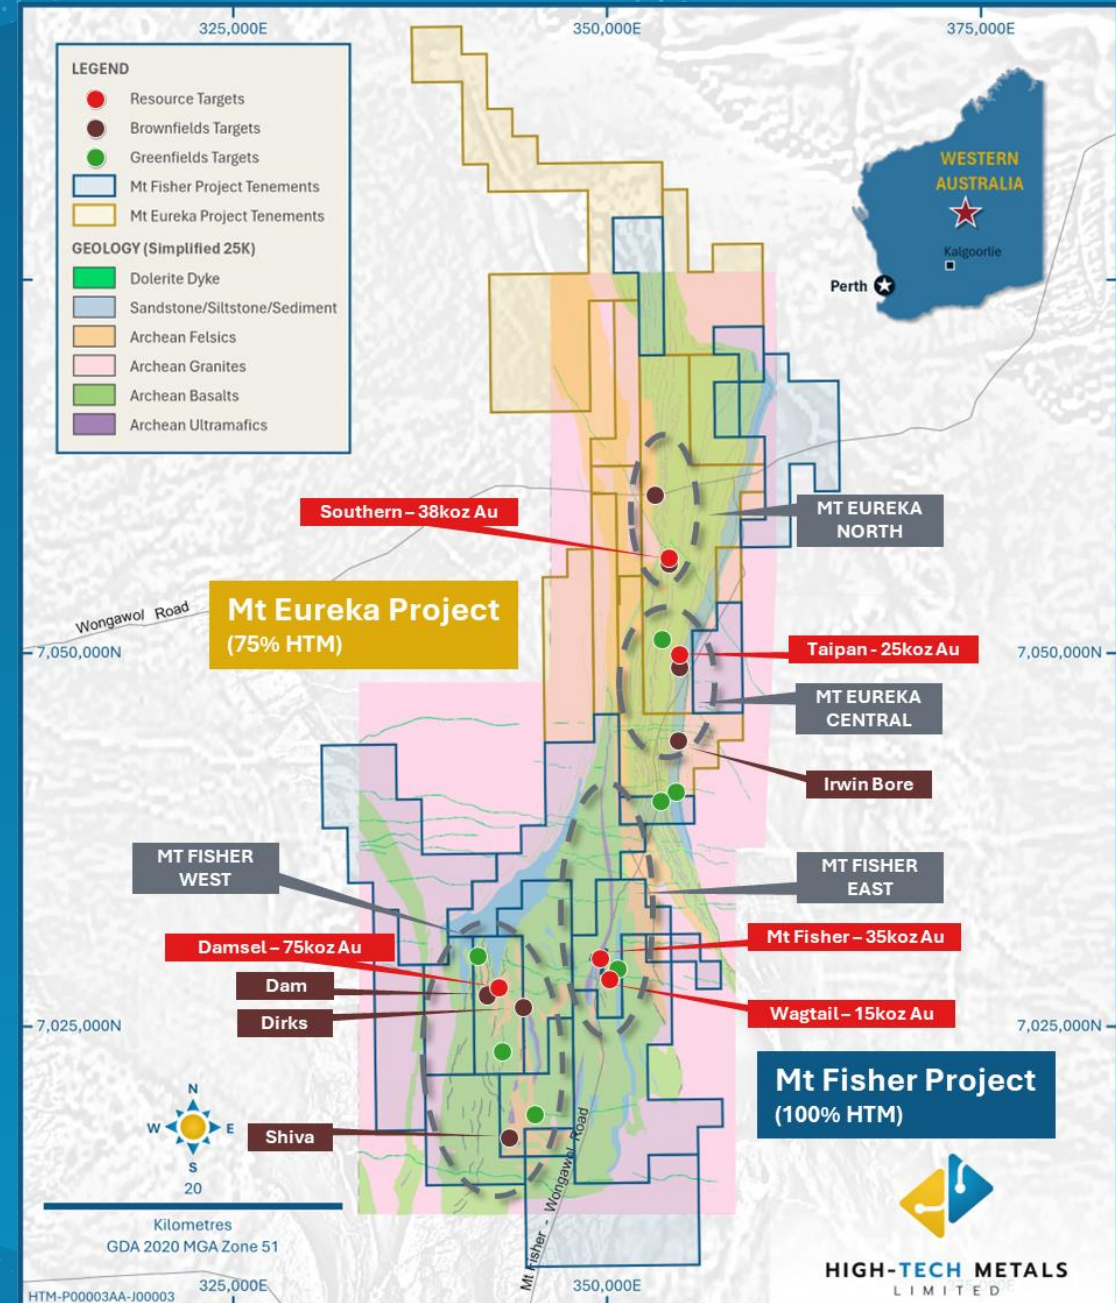 325,000E
350,000E
375,000E
LEGEND
Resource Targets
Brownfields Targets
Greenfields Targets
Mt Fisher Project Tenements
Mt Eureka Project Tenements
GEOLOGY (Simplified 25K)
Dolerite Dyke
Sandstone/Siltstone/Sediment
Archean Felsics
Archean Granites
Archean Basalts
Archean Ultramafics
WESTERN
AUSTRALIA
Kalgoorlie
Perth
Southern – 38koz Au
MT EUREKA
NORTH
Mt Eureka Project
(75% HTM)
Wongawol Road
7,050,000N
7,050,000N
Taipan - 25koz Au
MT EUREKA
CENTRAL
Irwin Bore
MT FISHER
WEST
MT FISHER
EAST
Damsel – 75koz Au
Mt Fisher – 35koz Au
Dam
Dirks
Wagtail – 15koz Au
7,025,000N
7,025,000N
Mt Fisher Project
(100% HTM)
N
W
E
S
Shiva
Mt Fisher - Wongawol Road
20
Kilometres
GDA 2020 MGA Zone 51
HIGH-TECH METALS
LIMITED
325,000E
350,000E
HTM-P00003AA-J00003